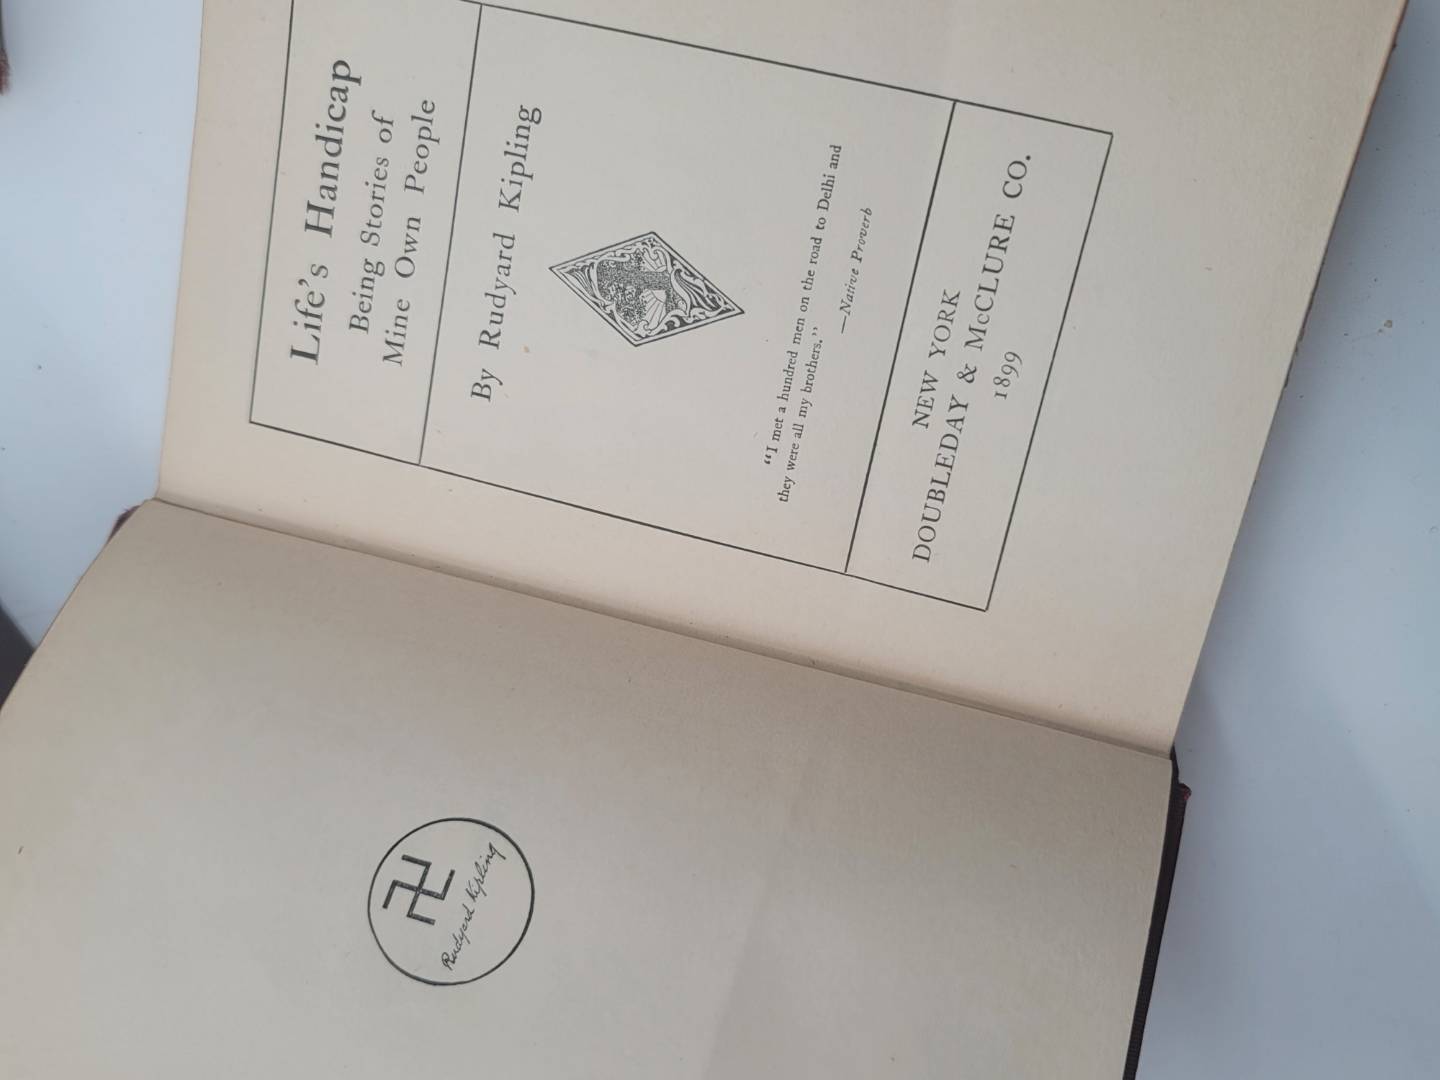 Life's Handicap
Being Stories of
Mine Own People
By Rudyard Kipling
"I met a hundred men on the road to Delhi and
they were all my brothers."
—Native Proverb
NEW YORK
DOUBLEDAY & McCLURE CO.
1899
Rudyard Kipling